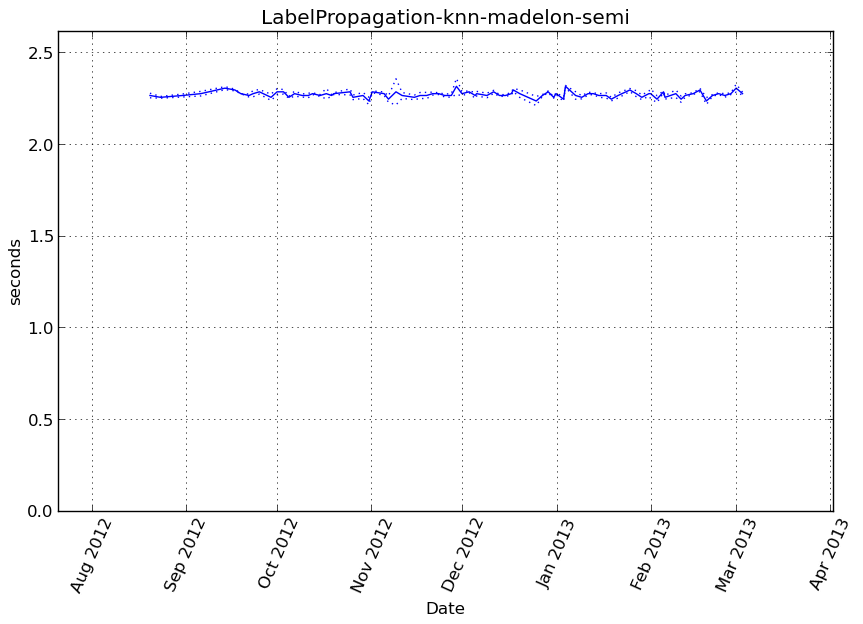 LabelPropagation-knn-madelon-semi
2.5
2.0
1.5
1.0
0.5
0.0
seconds
Aug 2012
Sep 2012
Oct 2012
Nov 2012
Dec 2012
Jan 2013
Feb 2013
Mar 2013
Apr 2013
Date